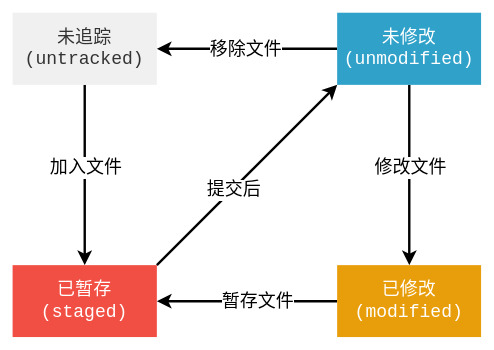 未追踪
(untracked)
移除文件
未修改
(unmodified)
加入文件
提交后
修改文件
已暂存
(staged)
暂存文件
已修改
(modified)